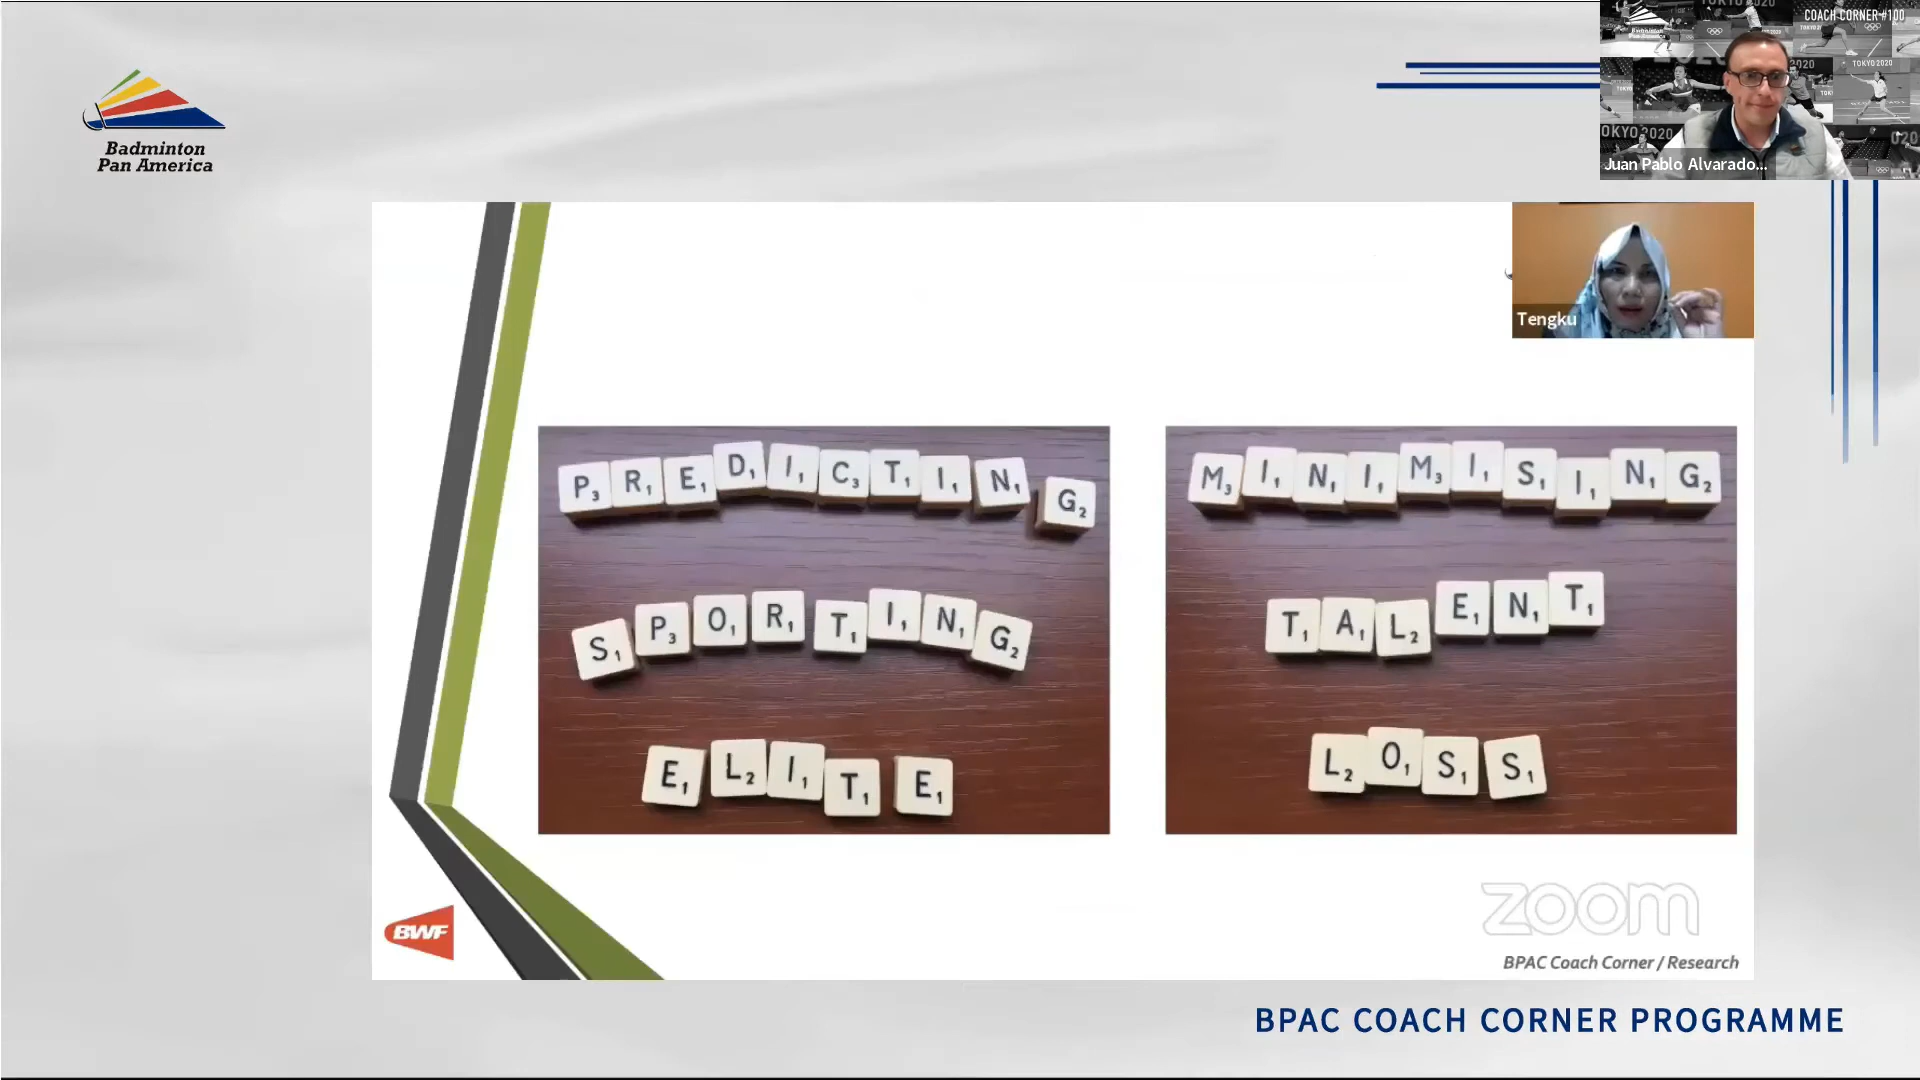 Badminton
Pan America
COACH CORNER #100
TOKYO 2020
Juan Pablo Alvarado...
Tengku
PREDICTING
SPORTING
ELITE
MINIMISING
TALENT
LOSS
BWF
zoom
BPAC Coach Corner / Research
BPAC COACH CORNER PROGRAMME